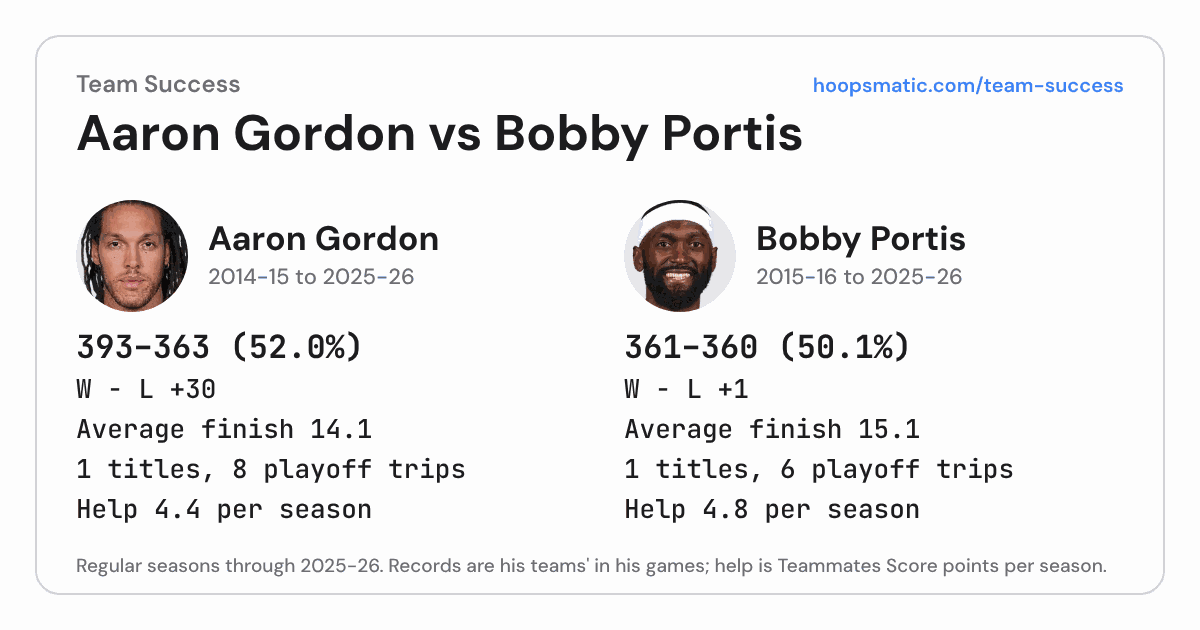 Team Success
hoopsmatic.com/team-success
Aaron Gordon vs Bobby Portis
Aaron Gordon
2014-15 to 2025-26
393-363 (52.0%)
W - L +30
Average finish 14.1
1 titles, 8 playoff trips
Help 4.4 per season
Bobby Portis
2015-16 to 2025-26
361-360 (50.1%)
W - L +1
Average finish 15.1
1 titles, 6 playoff trips
Help 4.8 per season
Regular seasons through 2025-26. Records are his teams' in his games; help is Teammates Score points per season.